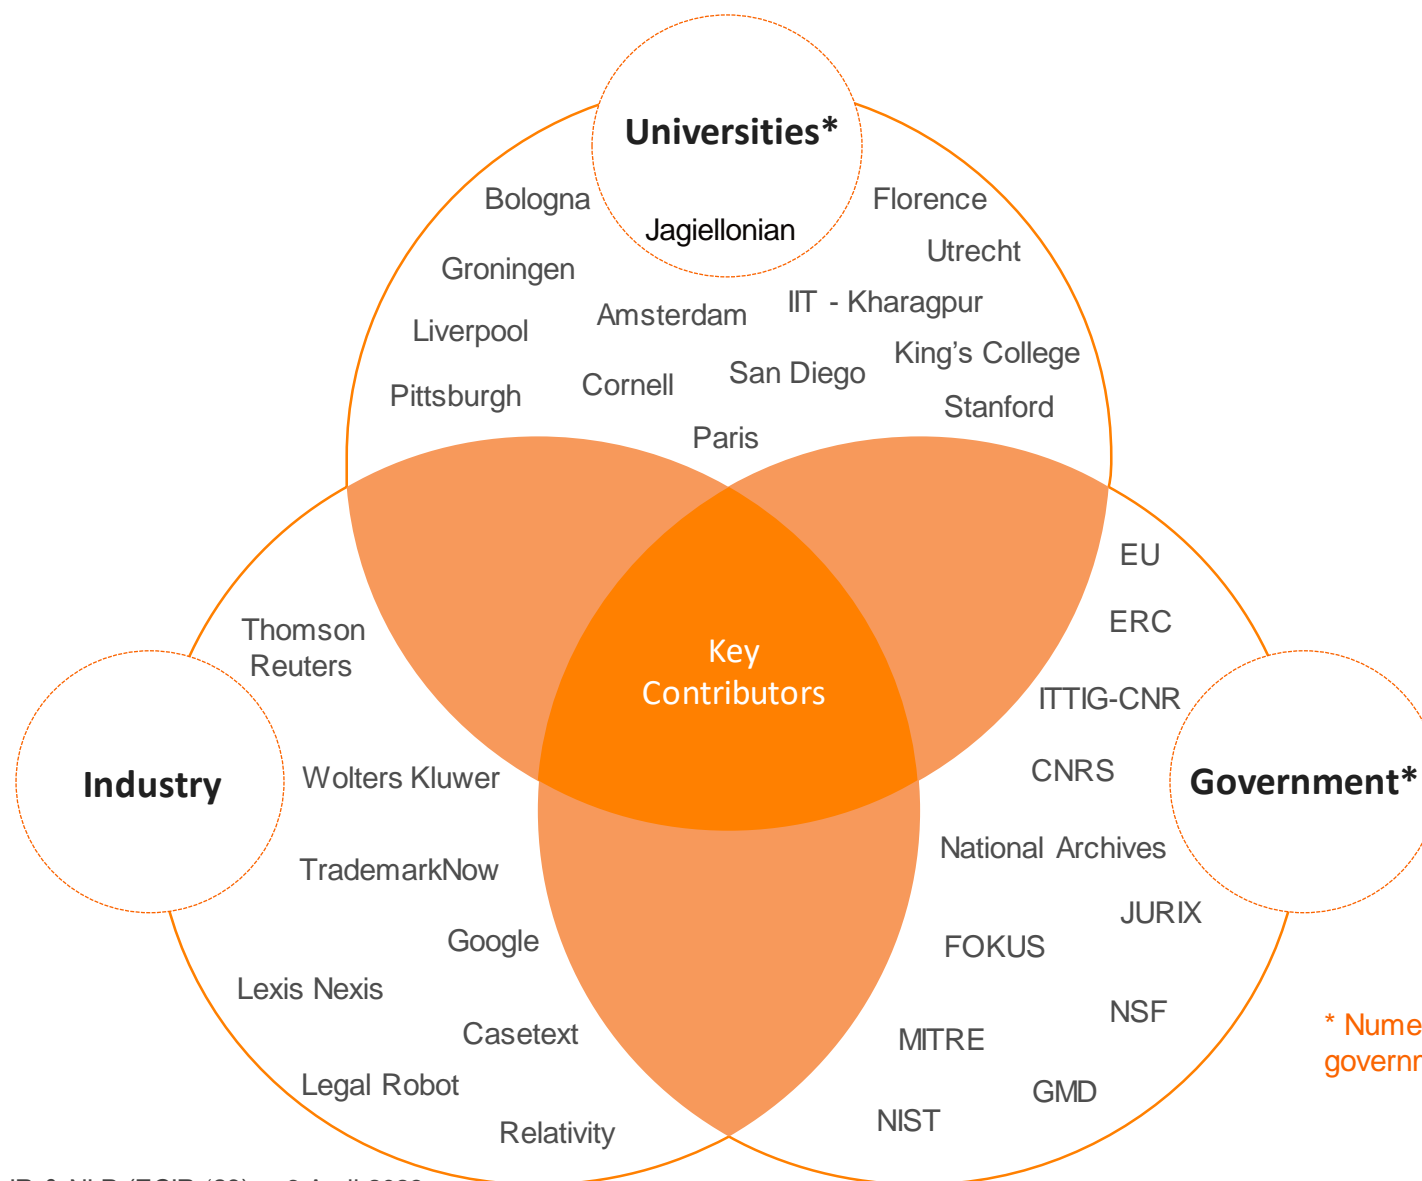 Universities*
Bologna
Florence
Jagiellonian
Utrecht
Groningen
IIT - Kharagpur
Amsterdam
Liverpool
King's College
San Diego
Cornell
Pittsburgh
Stanford
Paris
EU
ERC
Thomson
Reuters
Key
Contributors
ITTIG-CNR
CNRS
Wolters Kluwer
Industry
Government*
National Archives
TrademarkNow
JURIX
Google
FOKUS
Lexis Nexis
NSF
Casetext
MITRE
Legal Robot
GMD
NIST
Relativity
*